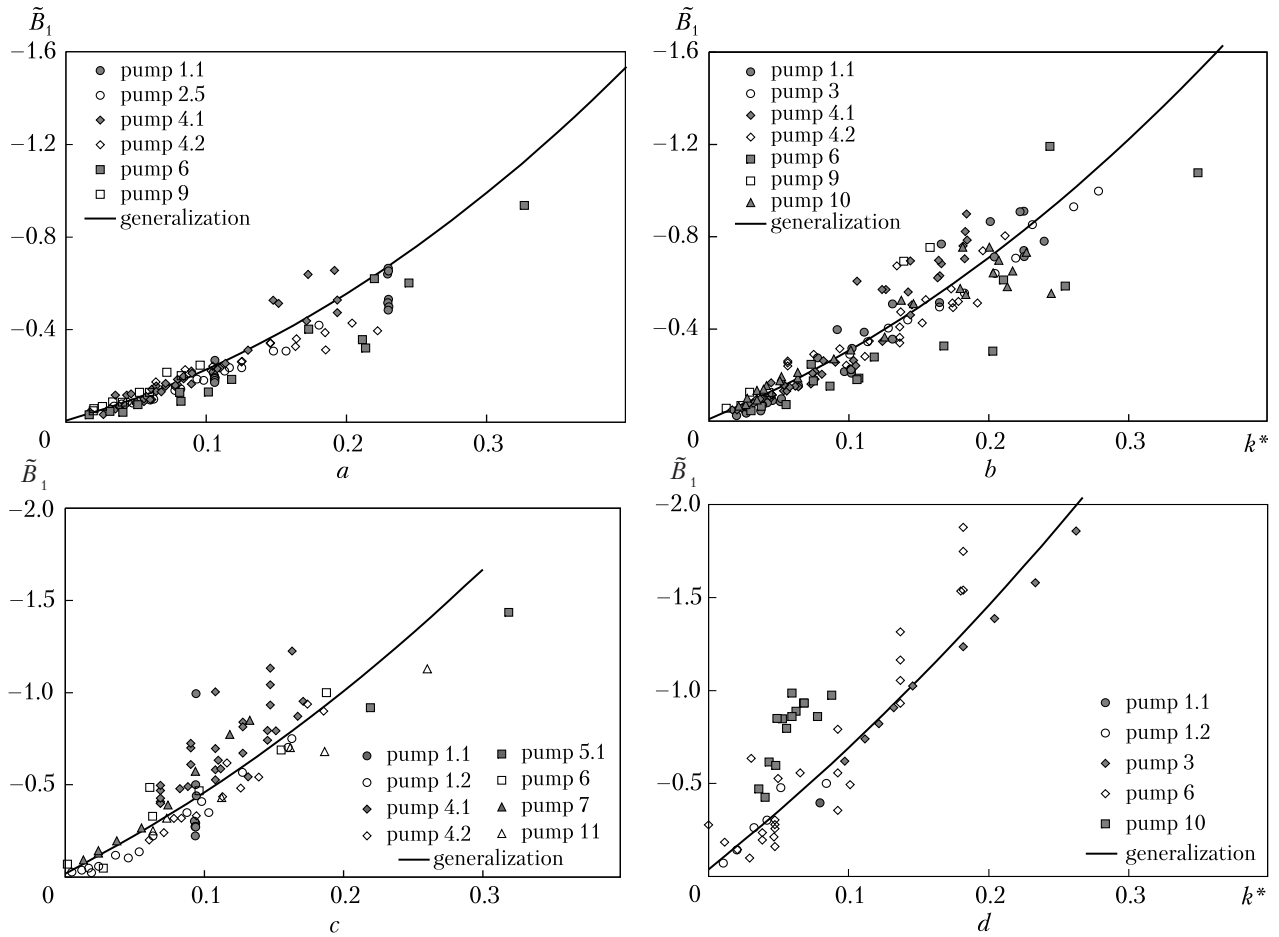 B̃₁
−1.6
−1.2
−0.8
−0.4
0
0.1
0.2
0.3
pump 1.1
pump 2.5
pump 4.1
pump 4.2
pump 6
pump 9
generalization
a
B̃₁
−1.6
−1.2
−0.8
−0.4
0
0.1
0.2
0.3
k*
pump 1.1
pump 3
pump 4.1
pump 4.2
pump 6
pump 9
pump 10
generalization
b
B̃₁
−2.0
−1.5
−1.0
−0.5
0
0.1
0.2
0.3
pump 1.1
pump 1.2
pump 4.1
pump 4.2
pump 5.1
pump 6
pump 7
pump 11
generalization
c
B̃₁
−2.0
−1.5
−1.0
−0.5
0
0.1
0.2
0.3
k*
pump 1.1
pump 1.2
pump 3
pump 6
pump 10
generalization
d